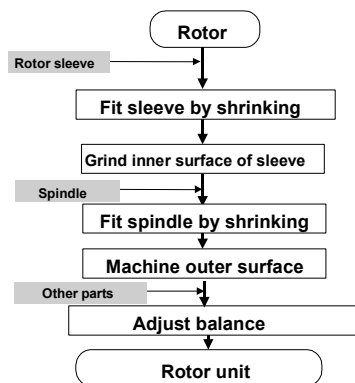 Rotor
Rotor sleeve
Fit sleeve by shrinking
Grind inner surface of sleeve
Spindle
Fit spindle by shrinking
Machine outer surface
Other parts
Adjust balance
Rotor unit